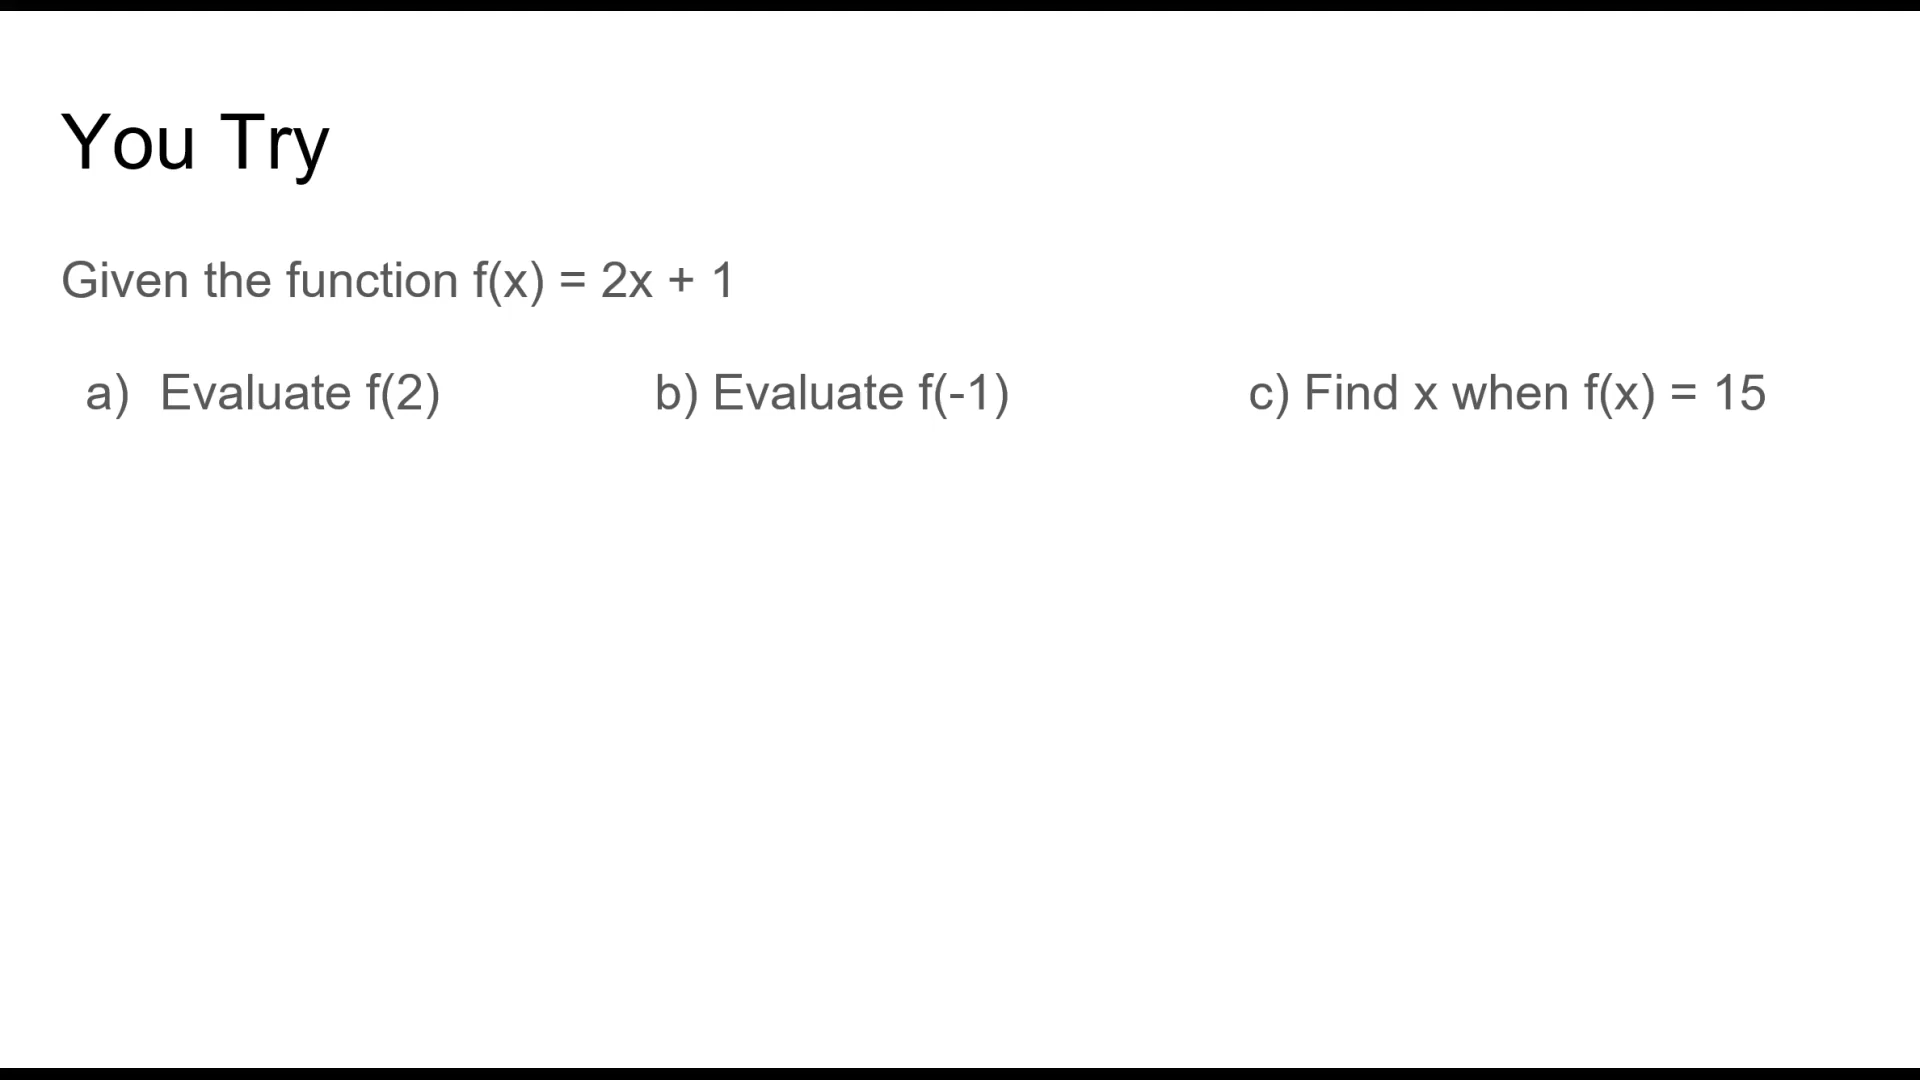 You Try
Given the function f(x) = 2x + 1
a) Evaluate f(2) b) Evaluate f(-1) c) Find x when f(x) = 15